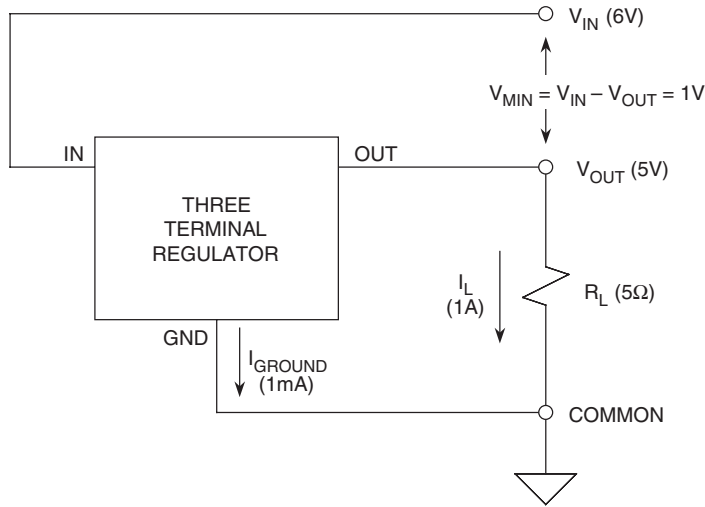 V_IN (6V)
V_MIN = V_IN – V_OUT = 1V
IN
OUT
V_OUT (5V)
THREE
TERMINAL
REGULATOR
I_L
(1A)
R_L (5Ω)
GND
I_GROUND
(1mA)
COMMON